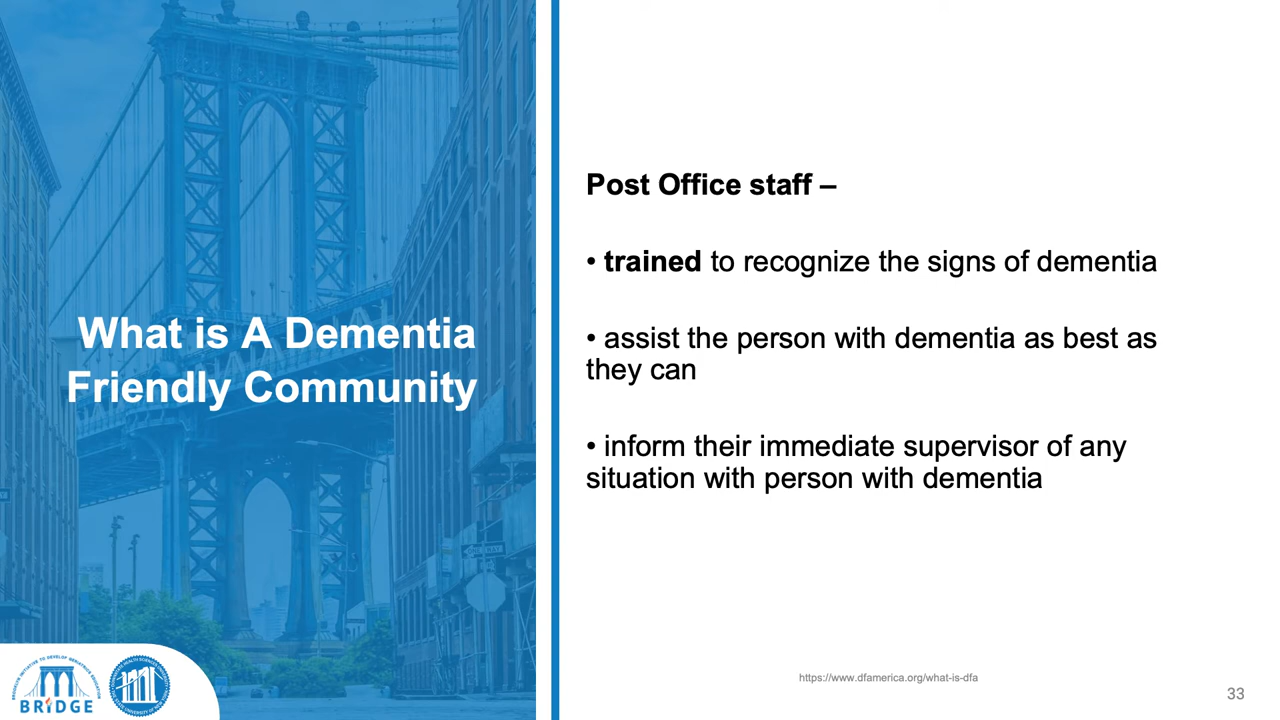 What is A Dementia
Friendly Community
Post Office staff –
• trained to recognize the signs of dementia
• assist the person with dementia as best as
they can
• inform their immediate supervisor of any
situation with person with dementia
https://www.dfamerica.org/what-is-dfa
33
ONE WAY
BRIDGE